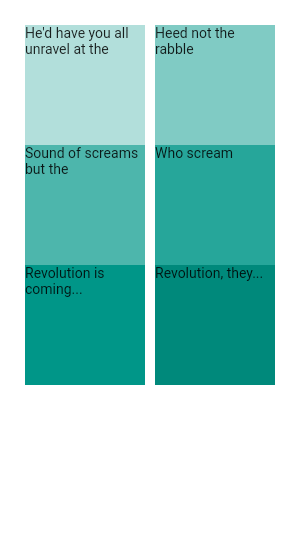 He'd have you all
unravel at the
Heed not the
rabble
Sound of screams
but the
Who scream
Revolution is
coming...
Revolution, they...